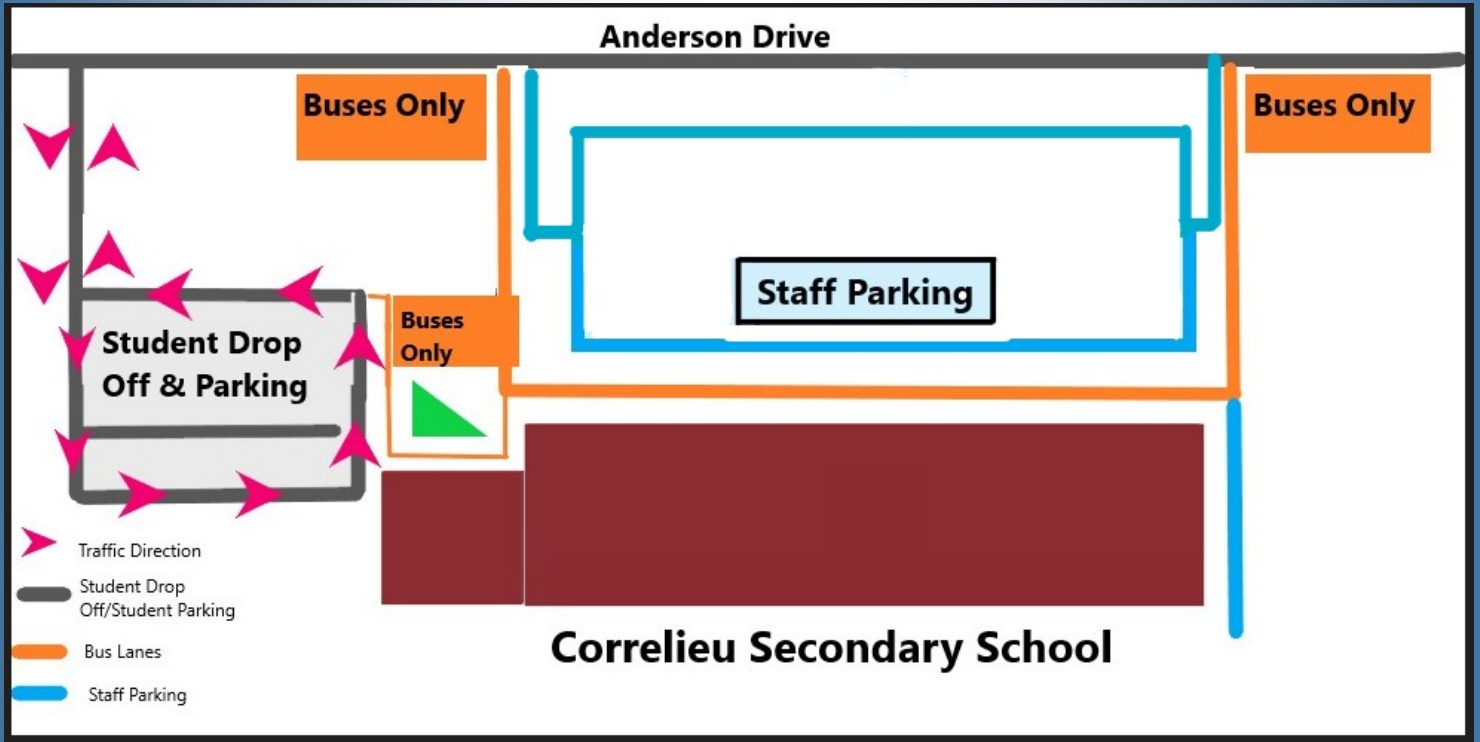 Anderson Drive
Buses Only
Buses Only
Staff Parking
Buses
Only
Student Drop
Off & Parking
Traffic Direction
Student Drop
Off/Student Parking
Bus Lanes
Staff Parking
Correlieu Secondary School